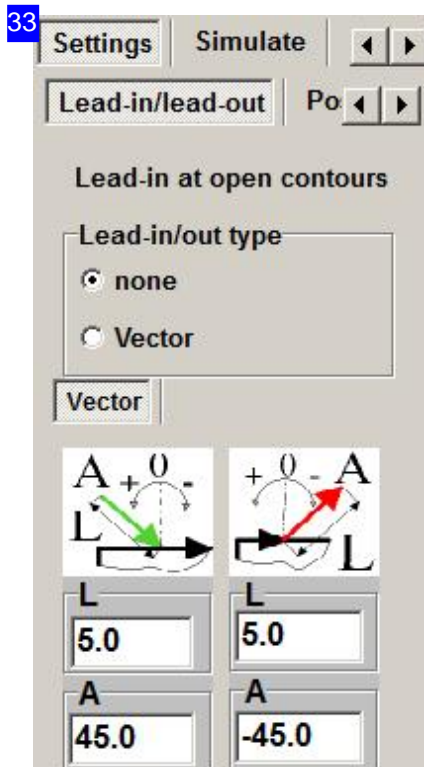 33
Settings Simulate
Lead-in/lead-out Po
Lead-in at open contours
Lead-in/out type
none
Vector
Vector
A + 0 - + 0 - A
L L
L L
5.0 5.0
A A
45.0 -45.0